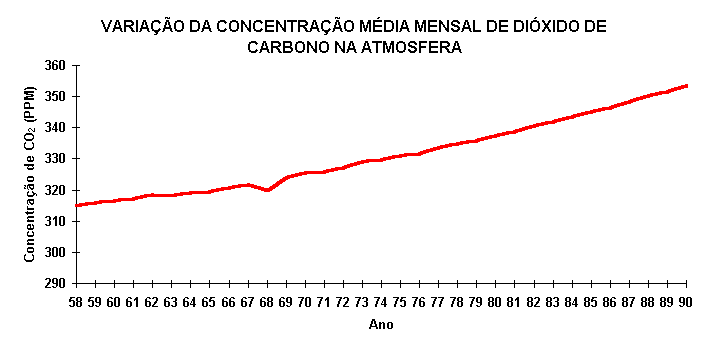 VARIAÇÃO DA CONCENTRAÇÃO MÉDIA MENSAL DE DIÓXIDO DE
CARBONO NA ATMOSFERA
Concentração de CO₂ (PPM)
360
350
340
330
320
310
300
290
58 59 60 61 62 63 64 65 66 67 68 69 70 71 72 73 74 75 76 77 78 79 80 81 82 83 84 85 86 87 88 89 90
Ano